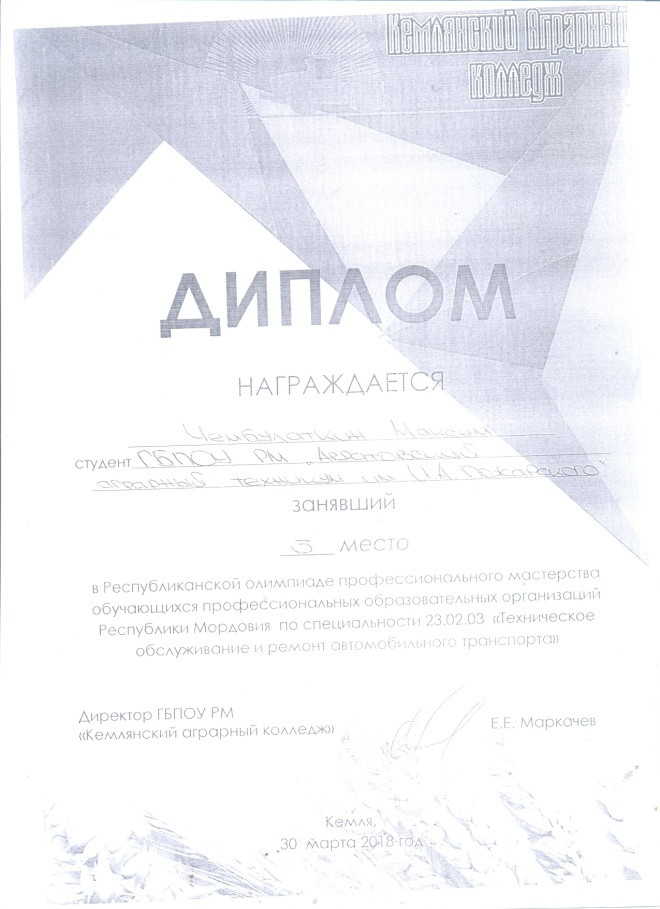 Кемлянский Аграрный
колледж
ДИПЛОМ
НАГРАЖДАЕТСЯ
Чембулаткин Максим
студент ГБПОУ РМ „Ардатовский
аграрный техникум им И.А Пожарского"
занявший
3 место
в Республиканской олимпиаде профессионального мастерства
обучающихся профессиональных образовательных организаций
Республики Мордовия по специальности 23.02.03 «Техническое
обслуживание и ремонт автомобильного транспорта»
Директор ГБПОУ РМ
«Кемлянский аграрный колледж»
Е.Е. Маркачев
Кемля,
30 марта 2018 год